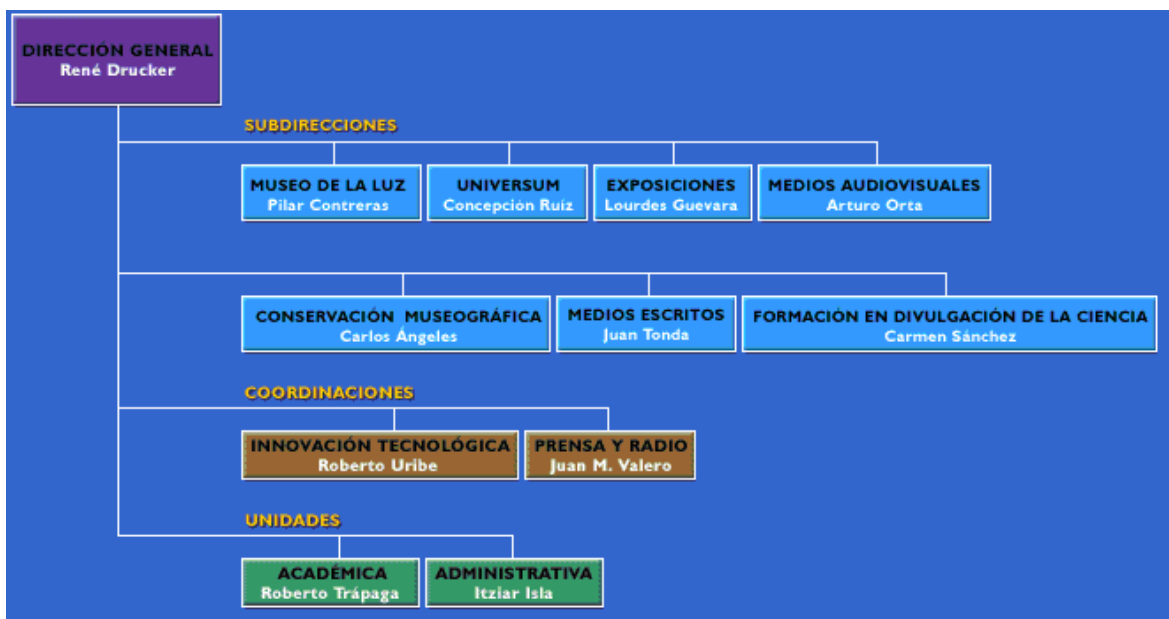 DIRECCIÓN GENERAL
René Drucker
SUBDIRECCIONES
MUSEO DE LA LUZ
Pilar Contreras
UNIVERSUM
Concepción Ruíz
EXPOSICIONES
Lourdes Guevara
MEDIOS AUDIOVISUALES
Arturo Orta
CONSERVACIÓN MUSEOGRÁFICA
Carlos Ángeles
MEDIOS ESCRITOS
Juan Tonda
FORMACIÓN EN DIVULGACIÓN DE LA CIENCIA
Carmen Sánchez
COORDINACIONES
INNOVACIÓN TECNOLÓGICA
Roberto Uribe
PRENSA Y RADIO
Juan M. Valero
UNIDADES
ACADÉMICA
Roberto Trápaga
ADMINISTRATIVA
Itziar Isla